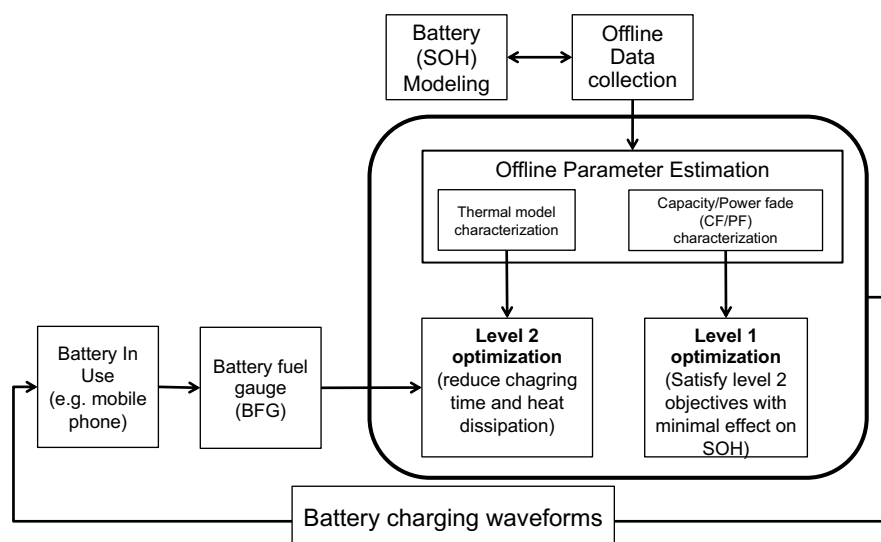 Battery
(SOH)
Modeling
Offline
Data
collection
Offline Parameter Estimation
Thermal model
characterization
Capacity/Power fade
(CF/PF)
characterization
Battery In
Use
(e.g. mobile
phone)
Battery fuel
gauge
(BFG)
Level 2
optimization
(reduce chagring
time and heat
dissipation)
Level 1
optimization
(Satisfy level 2
objectives with
minimal effect on
SOH)
Battery charging waveforms